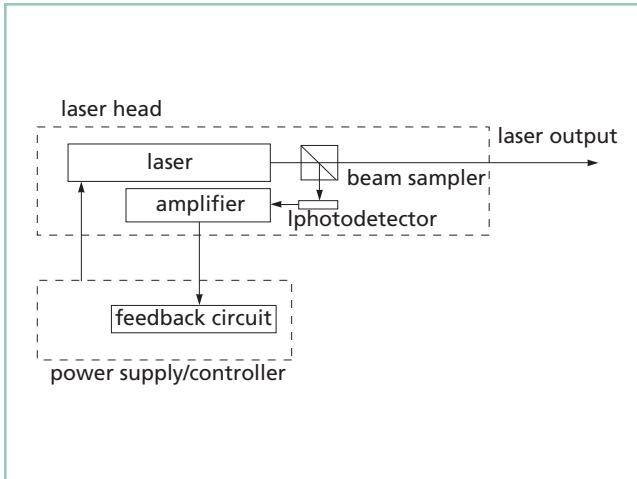 laser head
laser output
laser
beam sampler
amplifier
lphotodetector
feedback circuit
power supply/controller